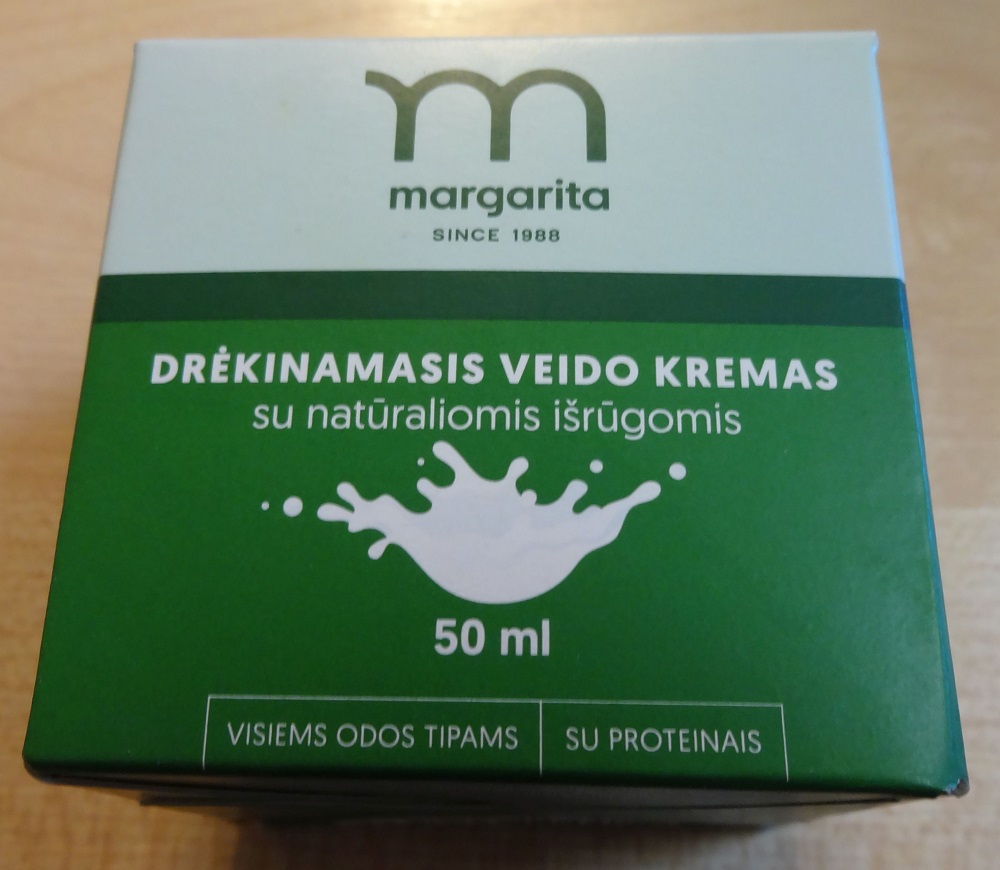 m
margarita
SINCE 1988
DRĖKINAMASIS VEIDO KREMAS
su natūraliomis išrūgomis
50 ml
VISIEMS ODOS TIPAMS
SU PROTEINAIS